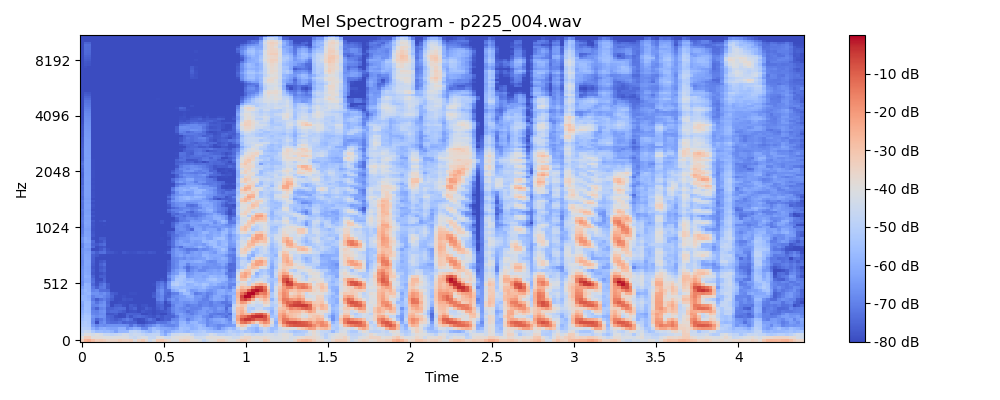 Mel Spectrogram - p225_004.wav
8192
4096
2048
1024
512
0
Hz
0
0.5
1
1.5
2
2.5
3
3.5
4
Time
-10 dB
-20 dB
-30 dB
-40 dB
-50 dB
-60 dB
-70 dB
-80 dB